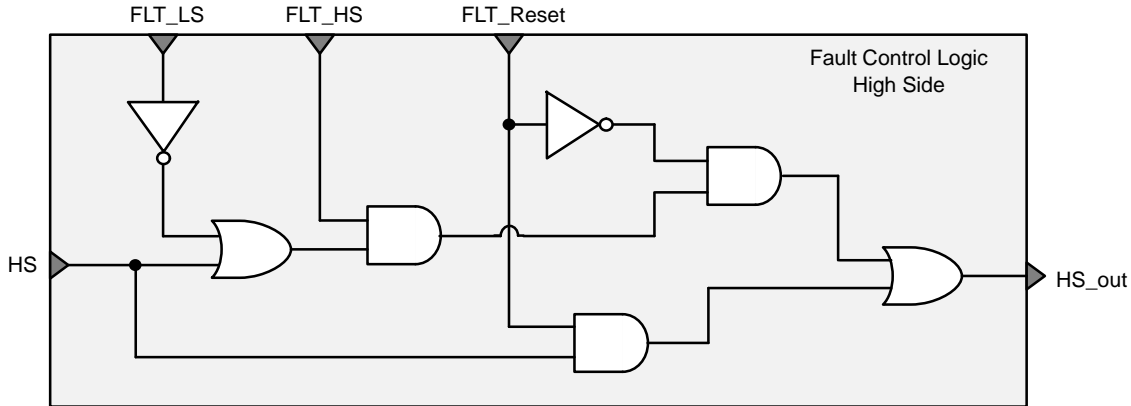 FLT_LS
FLT_HS
FLT_Reset
Fault Control Logic
High Side
HS
HS_out